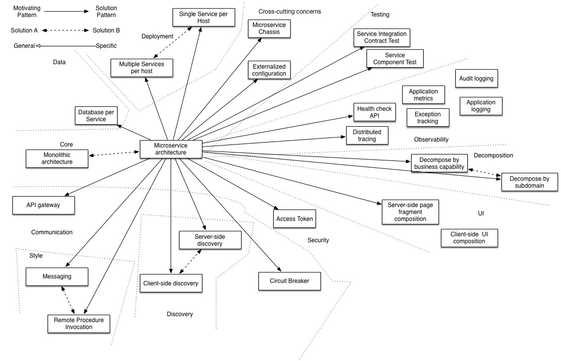 Motivating
Pattern
Solution
Pattern
Solution A
Solution B
General
Specific
Single Service per
Host
Cross-cutting concerns
Testing
Microservice
Chassis
Deployment
Service Integration
Contract Test
Service
Component Test
Data
Multiple Services
per host
Externalized
configuration
Audit logging
Application
metrics
Application
logging
Database per
Service
Health check
API
Exception
tracking
Distributed
tracing
Observability
Core
Microservice
architecture
Monolithic
architecture
Decompose by
business capability
Decomposition
Decompose by
subdomain
API gateway
Access Token
Server-side page
fragment
composition
UI
Communication
Server-side
discovery
Security
Client-side UI
composition
Style
Messaging
Client-side discovery
Circuit Breaker
Remote Procedure
Invocation
Discovery